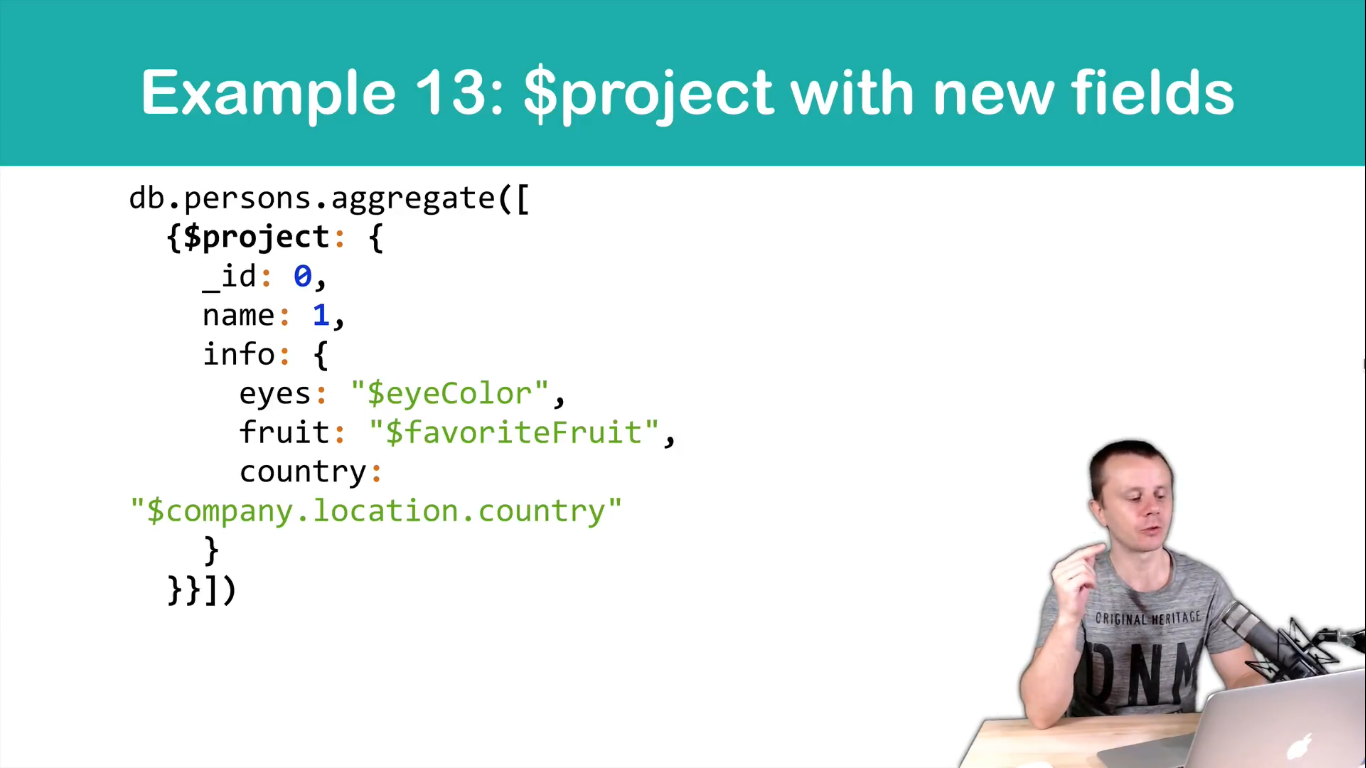 Example 13: $project with new fields
db.persons.aggregate([
{$project: {
_id: 0,
name: 1,
info: {
eyes: "$eyeColor",
fruit: "$favoriteFruit",
country:
"$company.location.country"
}
}}])
ORIGINAL HERITAGE
DNM